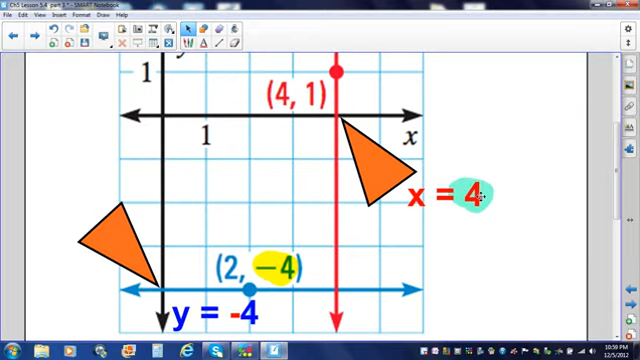 Ch5 Lesson 5.4 part 3 * - SMART Notebook
File Edit View Insert Format Draw Help
y
1
(4, 1)
1
x
x = 4
(2, −4)
y = -4
10:59 PM
12/5/2012